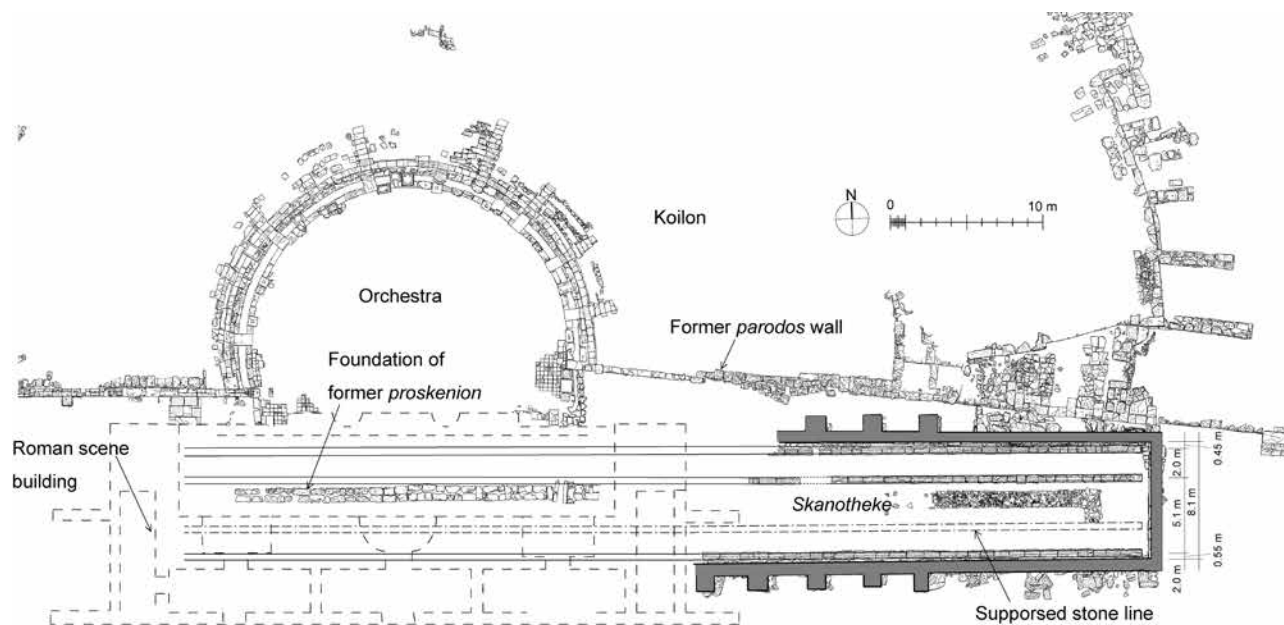 N
0
10 m
Koilon
Orchestra
Former parodos wall
Foundation of
former proskenion
Roman scene
building
Skanotheke
0.45 m
2.0 m
8.1 m
5.1 m
0.55 m
2.0 m
Supporsed stone line